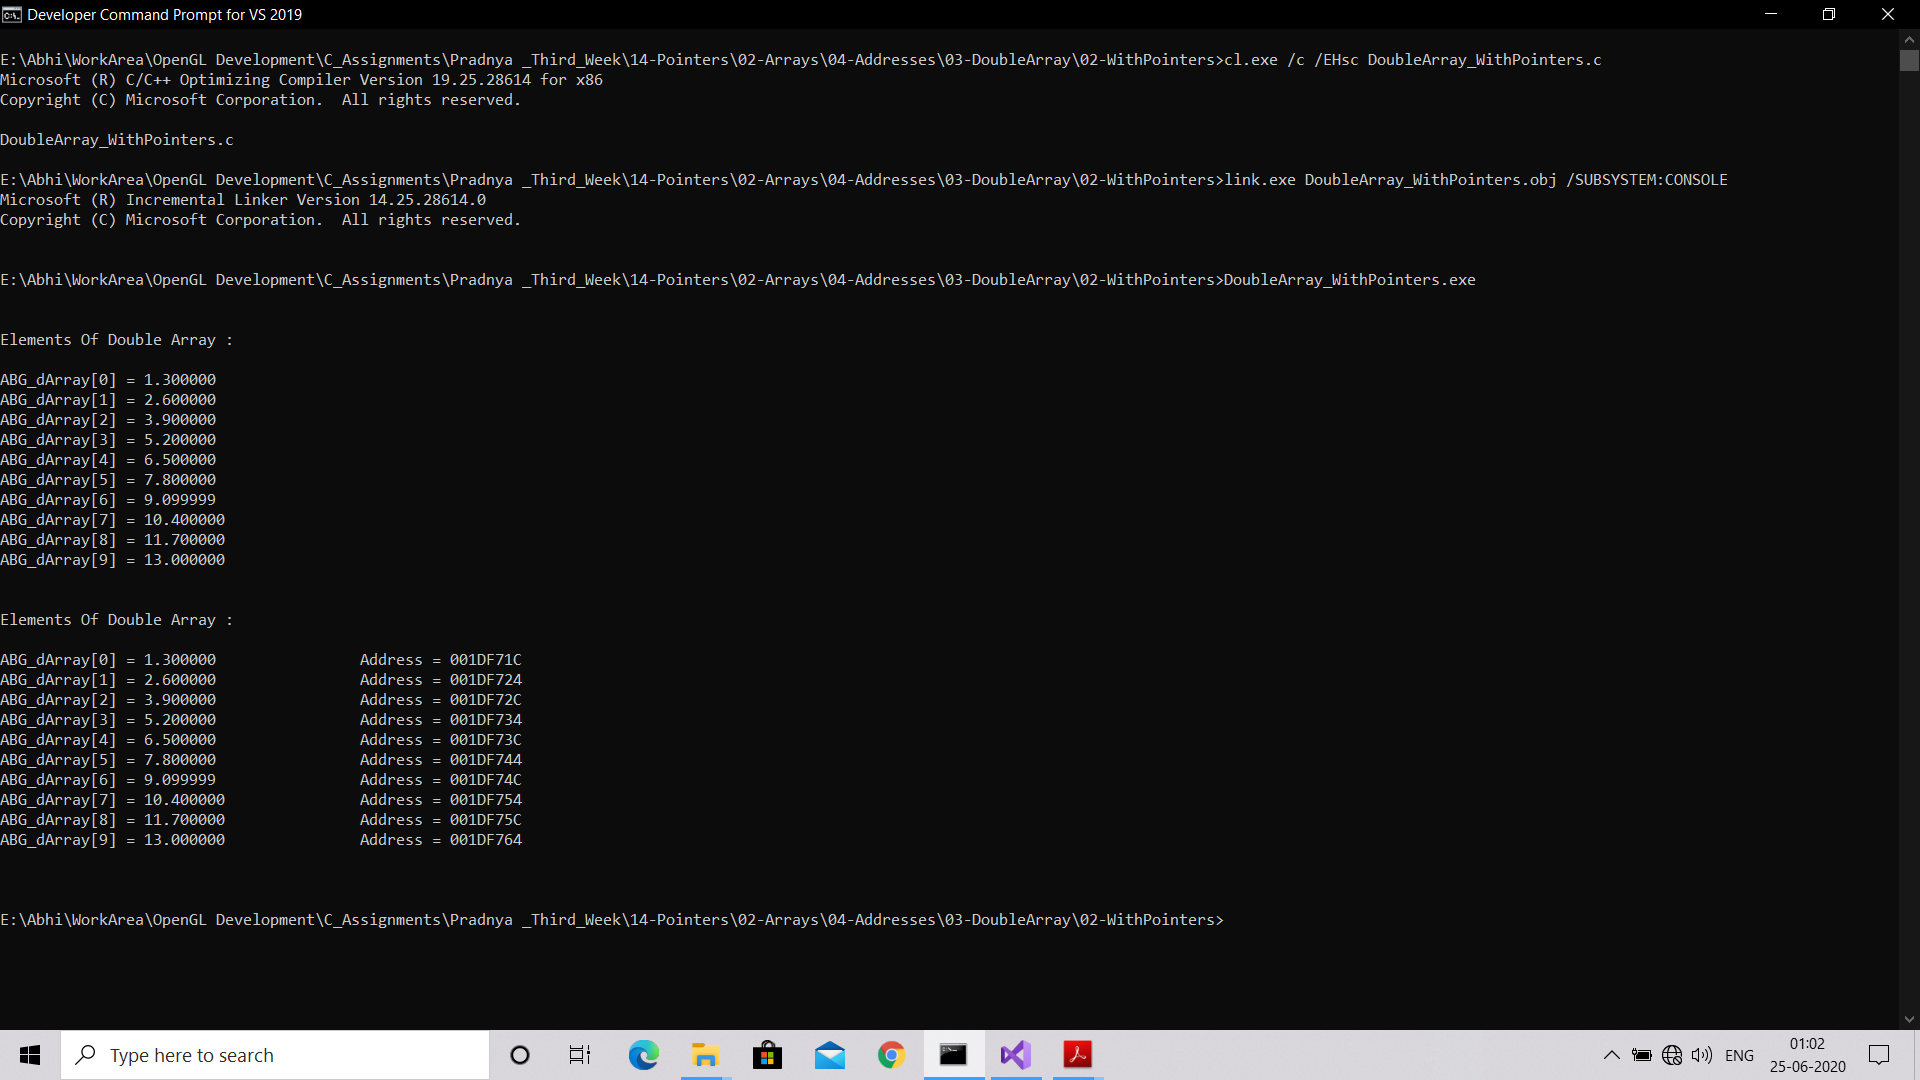 Developer Command Prompt for VS 2019
E:\Abhi\WorkArea\OpenGL Development\C_Assignments\Pradnya _Third_Week\14-Pointers\02-Arrays\04-Addresses\03-DoubleArray\02-WithPointers>cl.exe /c /EHsc DoubleArray_WithPointers.c
Microsoft (R) C/C++ Optimizing Compiler Version 19.25.28614 for x86
Copyright (C) Microsoft Corporation.  All rights reserved.
DoubleArray_WithPointers.c
E:\Abhi\WorkArea\OpenGL Development\C_Assignments\Pradnya _Third_Week\14-Pointers\02-Arrays\04-Addresses\03-DoubleArray\02-WithPointers>link.exe DoubleArray_WithPointers.obj /SUBSYSTEM:CONSOLE
Microsoft (R) Incremental Linker Version 14.25.28614.0
Copyright (C) Microsoft Corporation.  All rights reserved.
E:\Abhi\WorkArea\OpenGL Development\C_Assignments\Pradnya _Third_Week\14-Pointers\02-Arrays\04-Addresses\03-DoubleArray\02-WithPointers>DoubleArray_WithPointers.exe
Elements Of Double Array :
ABG_dArray[0] = 1.300000
ABG_dArray[1] = 2.600000
ABG_dArray[2] = 3.900000
ABG_dArray[3] = 5.200000
ABG_dArray[4] = 6.500000
ABG_dArray[5] = 7.800000
ABG_dArray[6] = 9.099999
ABG_dArray[7] = 10.400000
ABG_dArray[8] = 11.700000
ABG_dArray[9] = 13.000000
Elements Of Double Array :
ABG_dArray[0] = 1.300000 Address = 001DF71C
ABG_dArray[1] = 2.600000 Address = 001DF724
ABG_dArray[2] = 3.900000 Address = 001DF72C
ABG_dArray[3] = 5.200000 Address = 001DF734
ABG_dArray[4] = 6.500000 Address = 001DF73C
ABG_dArray[5] = 7.800000 Address = 001DF744
ABG_dArray[6] = 9.099999 Address = 001DF74C
ABG_dArray[7] = 10.400000 Address = 001DF754
ABG_dArray[8] = 11.700000 Address = 001DF75C
ABG_dArray[9] = 13.000000 Address = 001DF764
E:\Abhi\WorkArea\OpenGL Development\C_Assignments\Pradnya _Third_Week\14-Pointers\02-Arrays\04-Addresses\03-DoubleArray\02-WithPointers>
Type here to search
ENG
01:02
25-06-2020